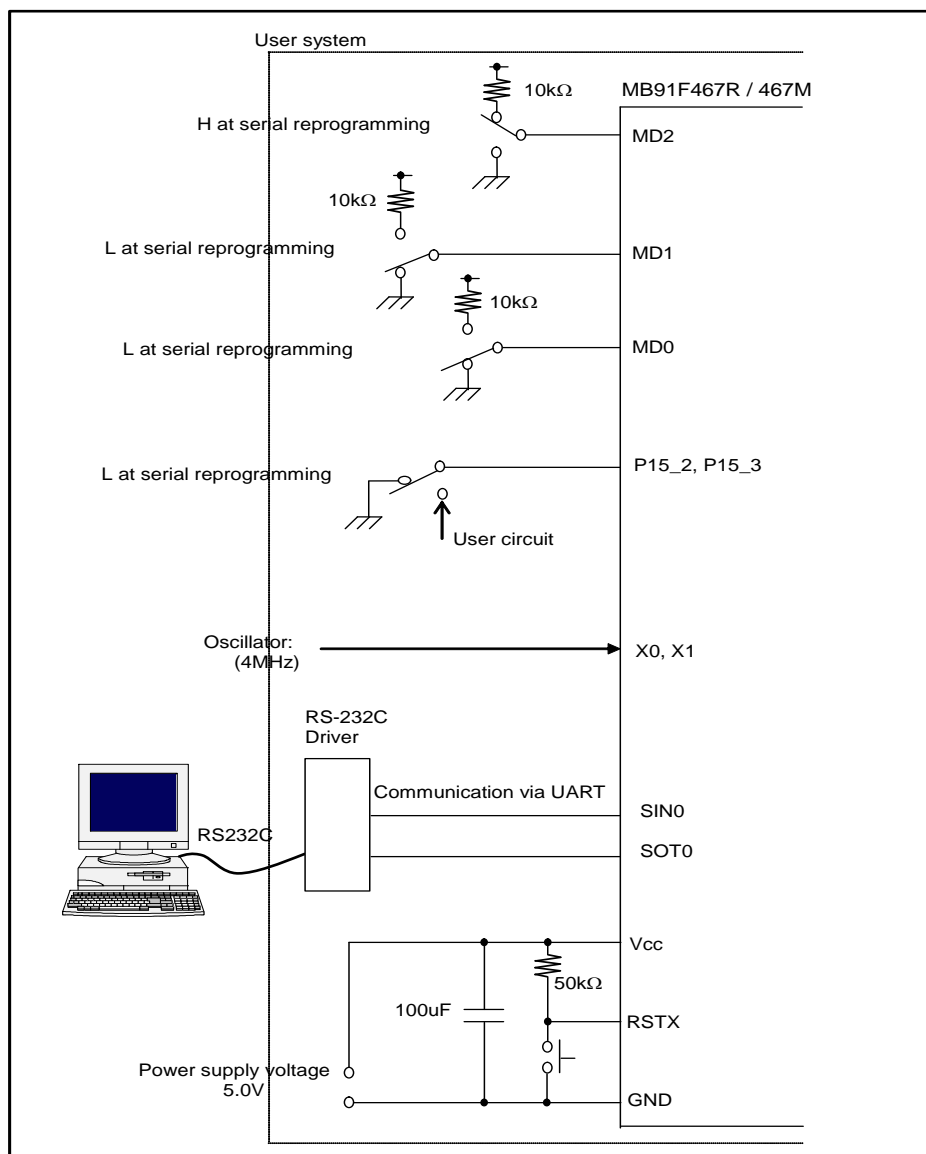 User system
MB91F467R / 467M
10kΩ
H at serial reprogramming
MD2
10kΩ
L at serial reprogramming
MD1
10kΩ
L at serial reprogramming
MD0
L at serial reprogramming
P15_2, P15_3
User circuit
Oscillator:
(4MHz)
X0, X1
RS-232C
Driver
Communication via UART
SIN0
RS232C
SOT0
Vcc
50kΩ
100uF
RSTX
Power supply voltage
5.0V
GND